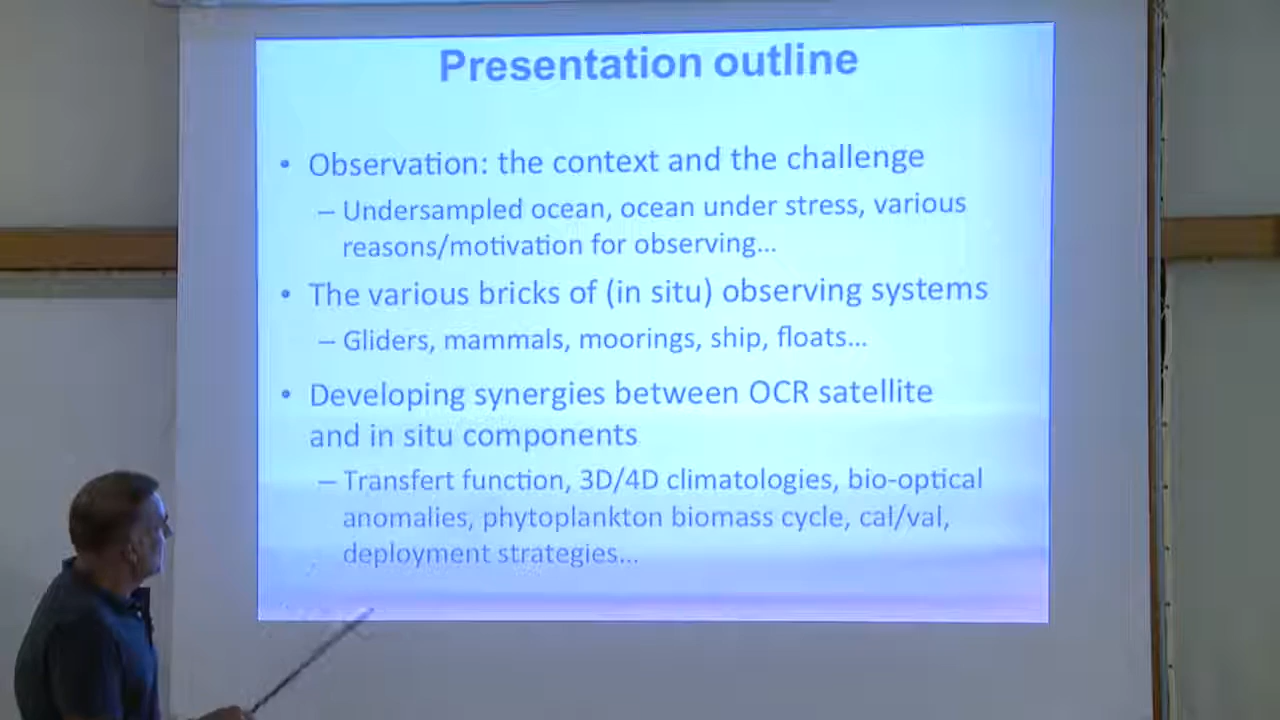 Presentation outline
• Observation: the context and the challenge
– Undersampled ocean, ocean under stress, various
reasons/motivation for observing...
• The various bricks of (in situ) observing systems
– Gliders, mammals, moorings, ship, floats...
• Developing synergies between OCR satellite
and in situ components
– Transfert function, 3D/4D climatologies, bio-optical
anomalies, phytoplankton biomass cycle, cal/val,
deployment strategies...